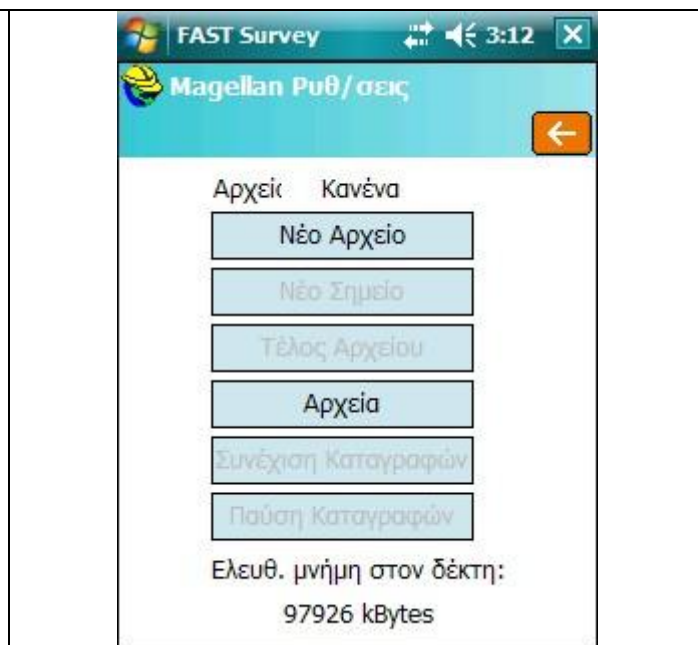 FAST Survey 3:12
Magellan Ρυθ/σεις
Αρχείο Κανένα
Νέο Αρχείο
Νέο Σημείο
Τέλος Αρχείου
Αρχεία
Συνέχιση Καταγραφών
Παύση Καταγραφών
Ελευθ. μνήμη στον δέκτη:
97926 kBytes